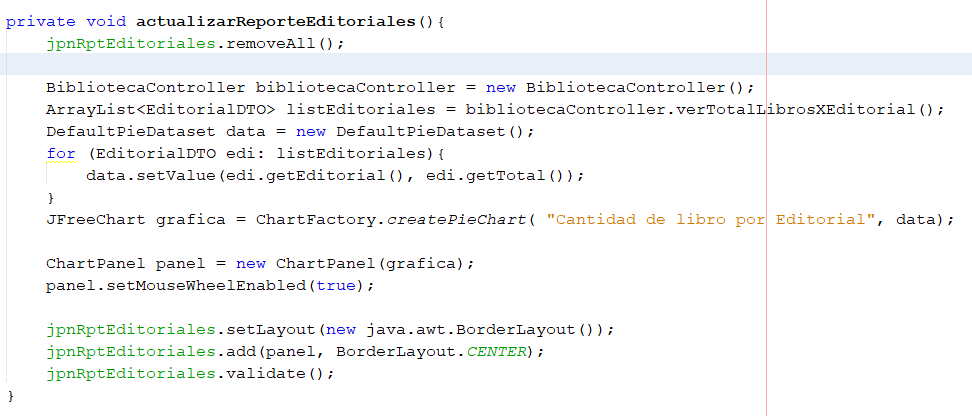 private void actualizarReporteEditoriales(){
jpnRptEditoriales.removeAll();
BibliotecaController bibliotecaController = new BibliotecaController();
ArrayList<EditorialDTO> listEditoriales = bibliotecaController.verTotalLibrosXEditorial();
DefaultPieDataset data = new DefaultPieDataset();
for (EditorialDTO edi: listEditoriales){
data.setValue(edi.getEditorial(), edi.getTotal());
}
JFreeChart grafica = ChartFactory.createPieChart( "Cantidad de libro por Editorial", data);
ChartPanel panel = new ChartPanel(grafica);
panel.setMouseWheelEnabled(true);
jpnRptEditoriales.setLayout(new java.awt.BorderLayout());
jpnRptEditoriales.add(panel, BorderLayout.CENTER);
jpnRptEditoriales.validate();
}